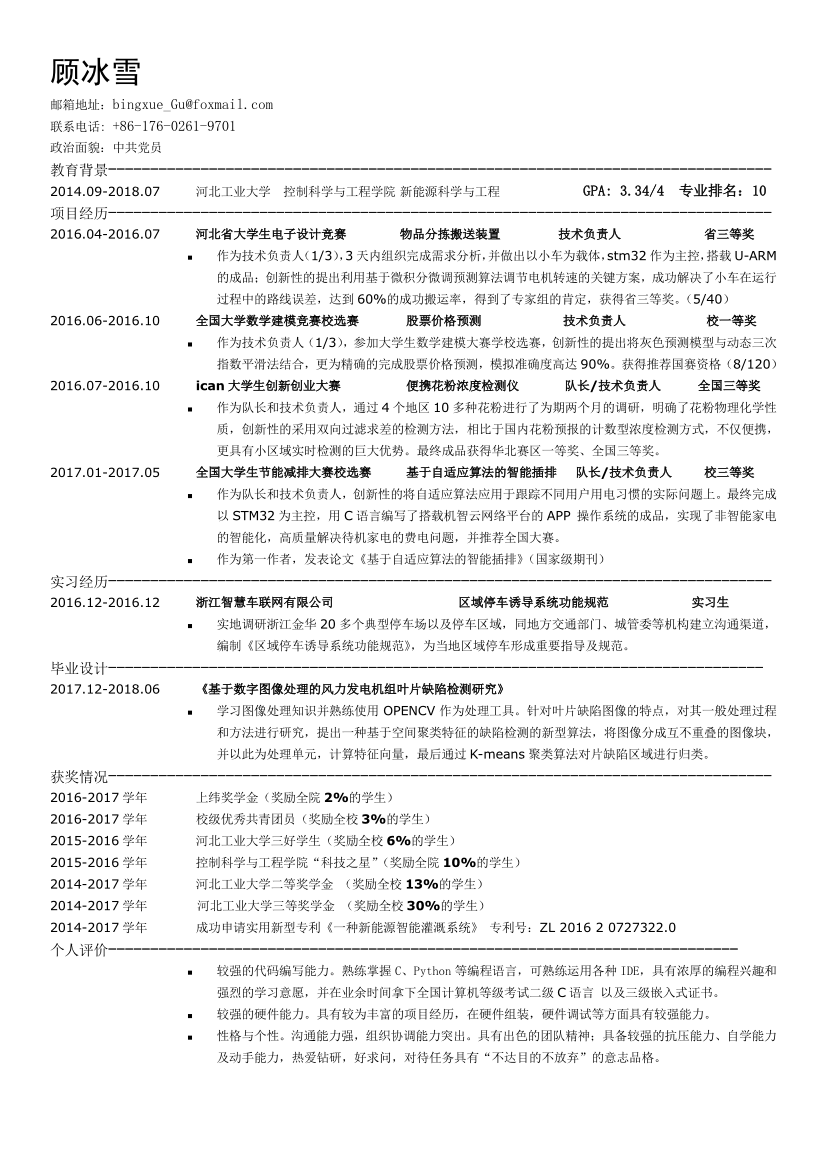 顾冰雪
邮箱地址：bingxue_Gu@foxmail.com
联系电话: +86-176-0261-9701
政治面貌：中共党员
教育背景
2014.09-2018.07 河北工业大学 控制科学与工程学院 新能源科学与工程 GPA: 3.34/4 专业排名：10
项目经历
2016.04-2016.07 河北省大学生电子设计竞赛 物品分拣搬送装置 技术负责人 省三等奖
▪ 作为技术负责人（1/3），3 天内组织完成需求分析，并做出以小车为载体，stm32 作为主控，搭载 U-ARM
的成品；创新性的提出利用基于微积分微调预测算法调节电机转速的关键方案，成功解决了小车在运行
过程中的路线误差，达到 60%的成功搬运率，得到了专家组的肯定，获得省三等奖。（5/40）
2016.06-2016.10 全国大学数学建模竞赛校选赛 股票价格预测 技术负责人 校一等奖
▪ 作为技术负责人（1/3），参加大学生数学建模大赛学校选赛，创新性的提出将灰色预测模型与动态三次
指数平滑法结合，更为精确的完成股票价格预测，模拟准确度高达 90%。获得推荐国赛资格（8/120）
2016.07-2016.10 ican 大学生创新创业大赛 便携花粉浓度检测仪 队长/技术负责人 全国三等奖
▪ 作为队长和技术负责人，通过 4 个地区 10 多种花粉进行了为期两个月的调研，明确了花粉物理化学性
质，创新性的采用双向过滤求差的检测方法，相比于国内花粉预报的计数型浓度检测方式，不仅便携，
更具有小区域实时检测的巨大优势。最终成品获得华北赛区一等奖、全国三等奖。
2017.01-2017.05 全国大学生节能减排大赛校选赛 基于自适应算法的智能插排 队长/技术负责人 校三等奖
▪ 作为队长和技术负责人，创新性的将自适应算法应用于跟踪不同用户用电习惯的实际问题上。最终完成
以 STM32 为主控，用 C 语言编写了搭载机智云网络平台的 APP 操作系统的成品，实现了非智能家电
的智能化，高质量解决待机家电的费电问题，并推荐全国大赛。
▪ 作为第一作者，发表论文《基于自适应算法的智能插排》（国家级期刊）
实习经历
2016.12-2016.12 浙江智慧车联网有限公司 区域停车诱导系统功能规范 实习生
▪ 实地调研浙江金华 20 多个典型停车场以及停车区域，同地方交通部门、城管委等机构建立沟通渠道，
编制《区域停车诱导系统功能规范》，为当地区域停车形成重要指导及规范。
毕业设计
2017.12-2018.06 《基于数字图像处理的风力发电机组叶片缺陷检测研究》
▪ 学习图像处理知识并熟练使用 OPENCV 作为处理工具。针对叶片缺陷图像的特点，对其一般处理过程
和方法进行研究，提出一种基于空间聚类特征的缺陷检测的新型算法，将图像分成互不重叠的图像块，
并以此为处理单元，计算特征向量，最后通过 K-means 聚类算法对片缺陷区域进行归类。
获奖情况
2016-2017 学年 上纬奖学金（奖励全院 2%的学生）
2016-2017 学年 校级优秀共青团员（奖励全校 3%的学生）
2015-2016 学年 河北工业大学三好学生（奖励全校 6%的学生）
2015-2016 学年 控制科学与工程学院“科技之星”（奖励全院 10%的学生）
2014-2017 学年 河北工业大学二等奖学金 （奖励全校 13%的学生）
2014-2017 学年 河北工业大学三等奖学金 （奖励全校 30%的学生）
2014-2017 学年 成功申请实用新型专利《一种新能源智能灌溉系统》 专利号：ZL 2016 2 0727322.0
个人评价
▪ 较强的代码编写能力。熟练掌握 C、Python 等编程语言，可熟练运用各种 IDE，具有浓厚的编程兴趣和
强烈的学习意愿，并在业余时间拿下全国计算机等级考试二级 C 语言 以及三级嵌入式证书。
▪ 较强的硬件能力。具有较为丰富的项目经历，在硬件组装，硬件调试等方面具有较强能力。
▪ 性格与个性。沟通能力强，组织协调能力突出。具有出色的团队精神；具备较强的抗压能力、自学能力
及动手能力，热爱钻研，好求问，对待任务具有“不达目的不放弃”的意志品格。